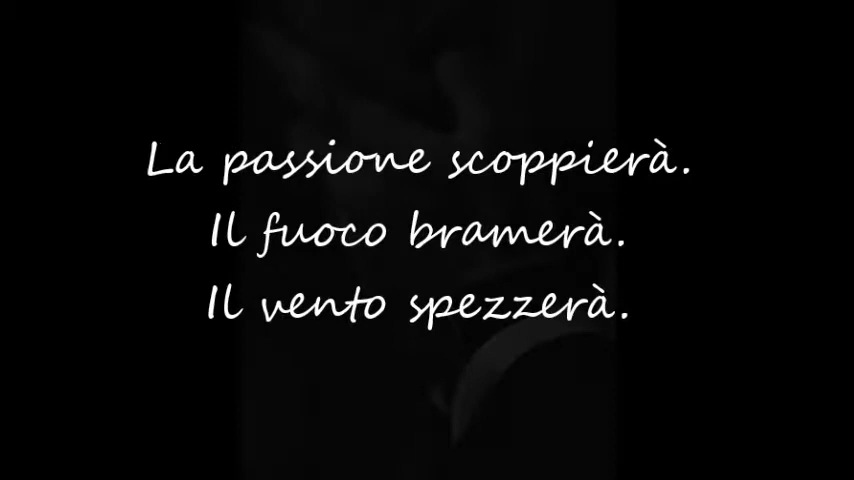 La passione scoppierà.
Il fuoco bramerà.
Il vento spezzerà.